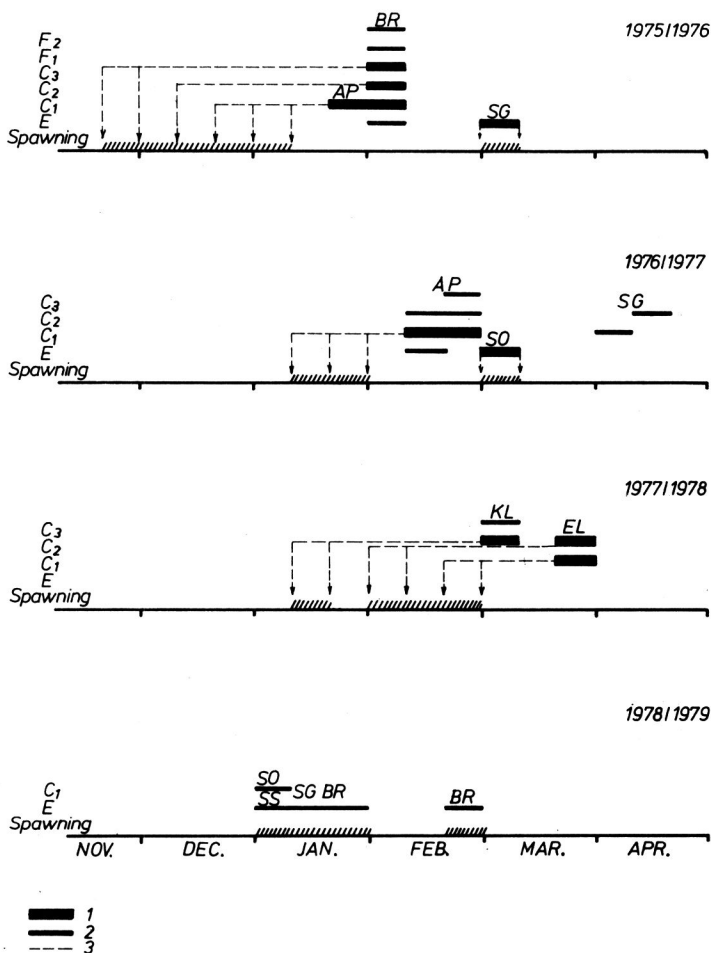 1975/1976
BR
F2
F1
C3
C2
AP
C1
SG
E
Spawning
1976/1977
AP
SG
C3
C2
C1
SO
E
Spawning
1977/1978
KL
EL
C3
C2
C1
E
Spawning
1978/1979
SO
C1
SS SG BR BR
E
Spawning
NOV. DEC. JAN. FEB. MAR. APR.
1
2
3